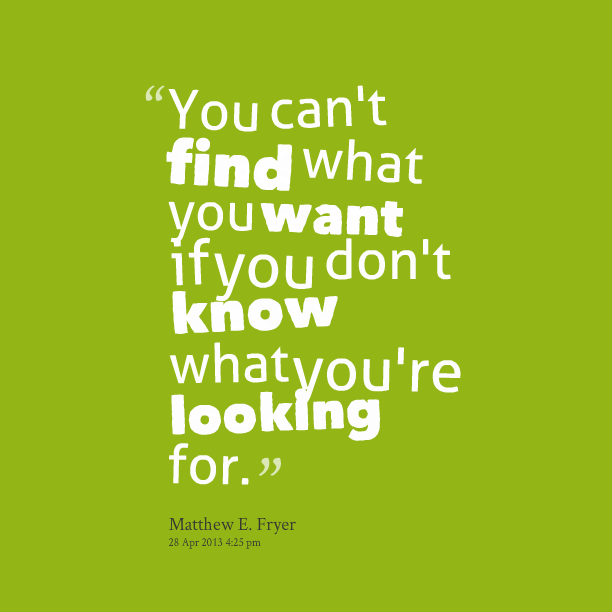 “You can't
find what
you want
if you don't
know
what you're
looking
for.”
Matthew E. Fryer
28 Apr 2013 4:25 pm